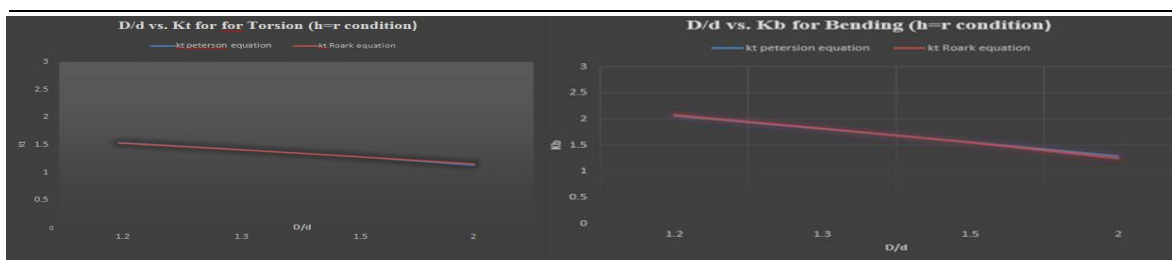 D/d vs. Kt for for Torsion (h=r condition)
kt peterson equation kt Roark equation
3
2.5
2
1.5
1
0.5
0
Kt
1.2 1.3 1.5 2
D/d
D/d vs. Kb for Bending (h=r condition)
kt petersion equation kt Roark equation
3
2.5
2
1.5
1
0.5
0
Kb
1.2 1.3 1.5 2
D/d